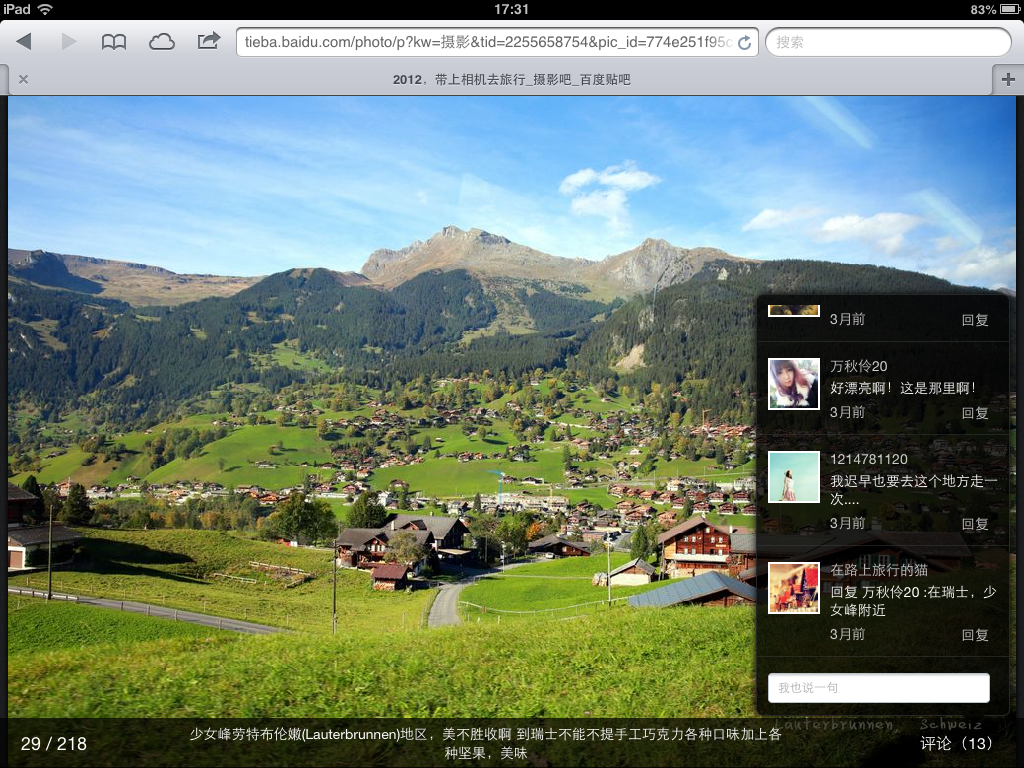 iPad 17:31 83%
tieba.baidu.com/photo/p?kw=摄影&tid=2255658754&pic_id=774e251f95c
搜索
2012，带上相机去旅行_摄影吧_百度贴吧
3月前 回复
万秋伶20
好漂亮啊！这是那里啊！
3月前 回复
1214781120
我迟早也要去这个地方走一
次....
3月前 回复
在路上旅行的猫
回复 万秋伶20 :在瑞士，少
女峰附近
3月前 回复
我也说一句
Lauterbrunnen, Schweiz
29 / 218
少女峰劳特布伦嫩(Lauterbrunnen)地区，美不胜收啊 到瑞士不能不提手工巧克力各种口味加上各
种坚果，美味
评论（13）